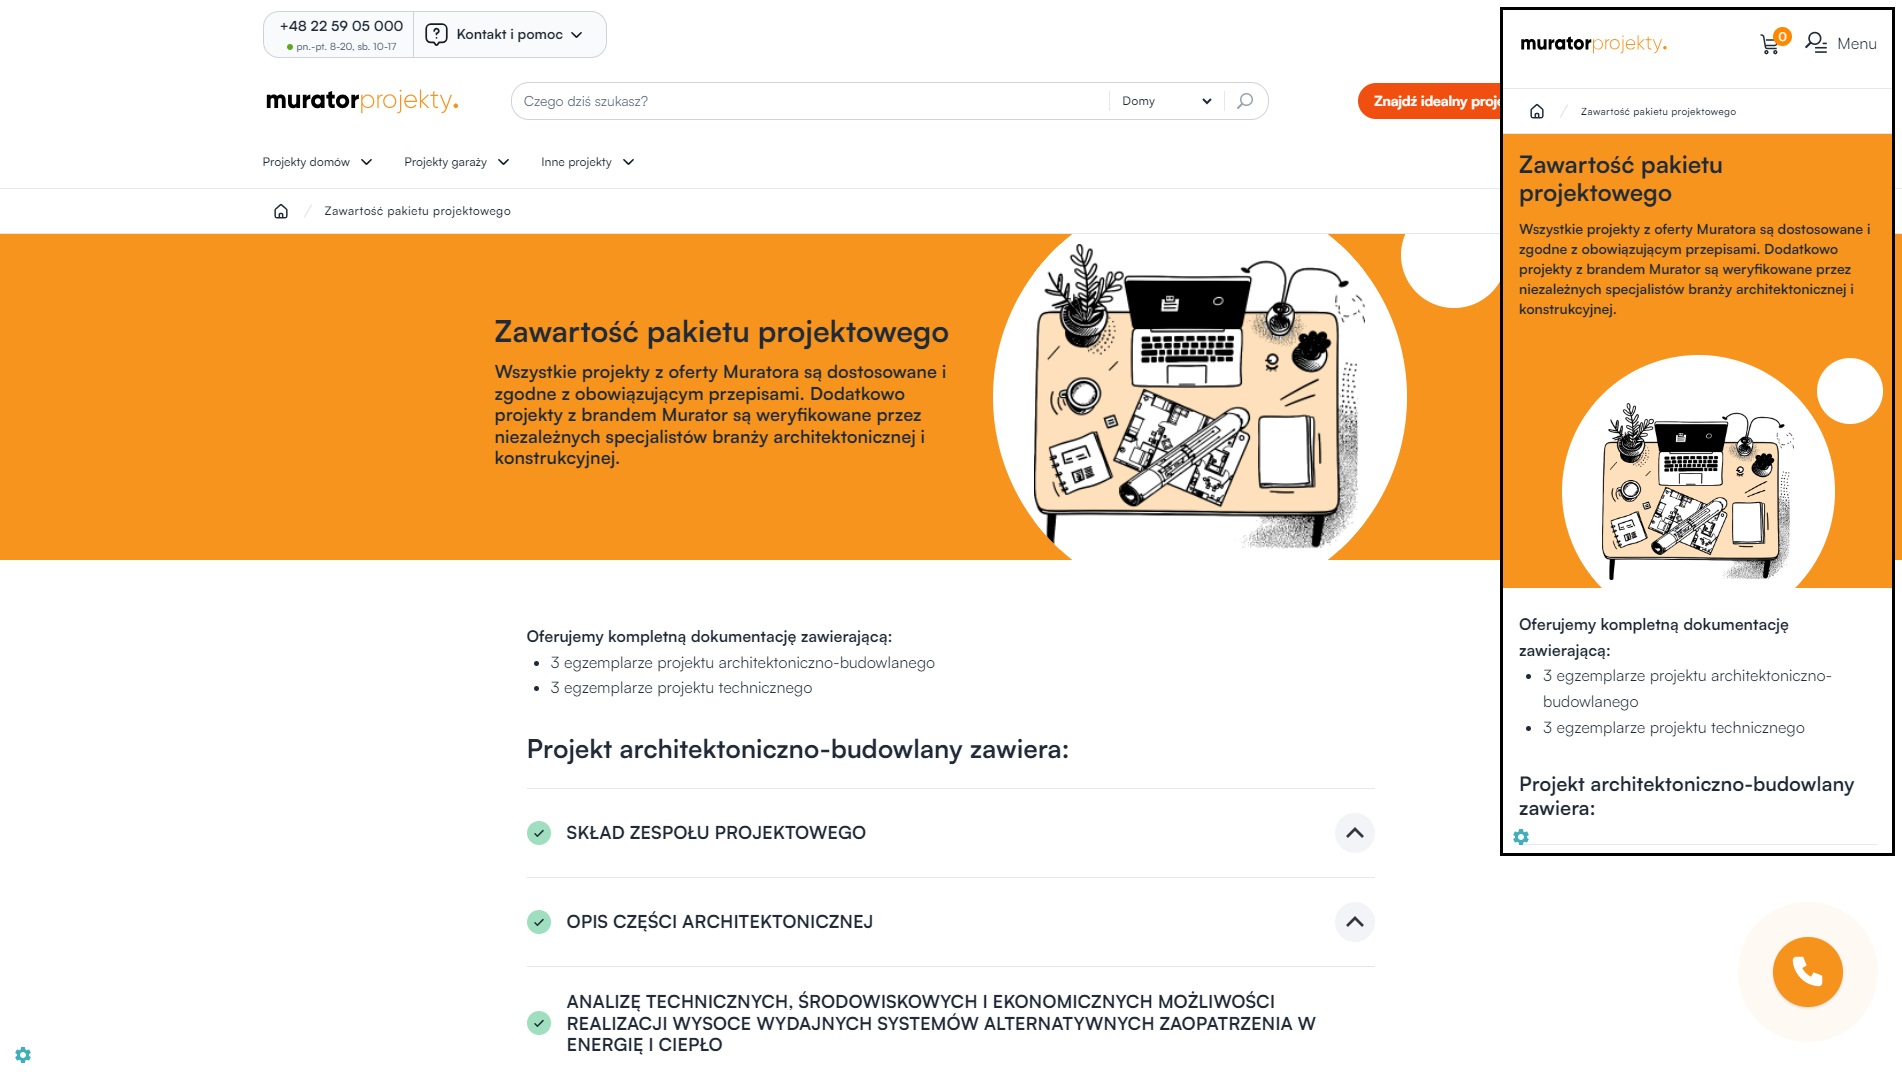 +48 22 59 05 000
pn.-pt. 8-20, sb. 10-17
Kontakt i pomoc
muratorprojekty.
Czego dziś szukasz?
Domy
Znajdź idealny proje
Projekty domów
Projekty garaży
Inne projekty
Zawartość pakietu projektowego
Zawartość pakietu projektowego
Wszystkie projekty z oferty Muratora są dostosowane i
zgodne z obowiązującym przepisami. Dodatkowo
projekty z brandem Murator są weryfikowane przez
niezależnych specjalistów branży architektonicznej i
konstrukcyjnej.
Oferujemy kompletną dokumentację zawierającą:
3 egzemplarze projektu architektoniczno-budowlanego
3 egzemplarze projektu technicznego
Projekt architektoniczno-budowlany zawiera:
SKŁAD ZESPOŁU PROJEKTOWEGO
OPIS CZĘŚCI ARCHITEKTONICZNEJ
ANALIZĘ TECHNICZNYCH, ŚRODOWISKOWYCH I EKONOMICZNYCH MOŻLIWOŚCI
REALIZACJI WYSOCE WYDAJNYCH SYSTEMÓW ALTERNATYWNYCH ZAOPATRZENIA W
ENERGIĘ I CIEPŁO
muratorprojekty.
0
Menu
Zawartość pakietu projektowego
Zawartość pakietu
projektowego
Wszystkie projekty z oferty Muratora są dostosowane i
zgodne z obowiązującym przepisami. Dodatkowo
projekty z brandem Murator są weryfikowane przez
niezależnych specjalistów branży architektonicznej i
konstrukcyjnej.
Oferujemy kompletną dokumentację
zawierającą:
3 egzemplarze projektu architektoniczno-
budowlanego
3 egzemplarze projektu technicznego
Projekt architektoniczno-budowlany
zawiera: